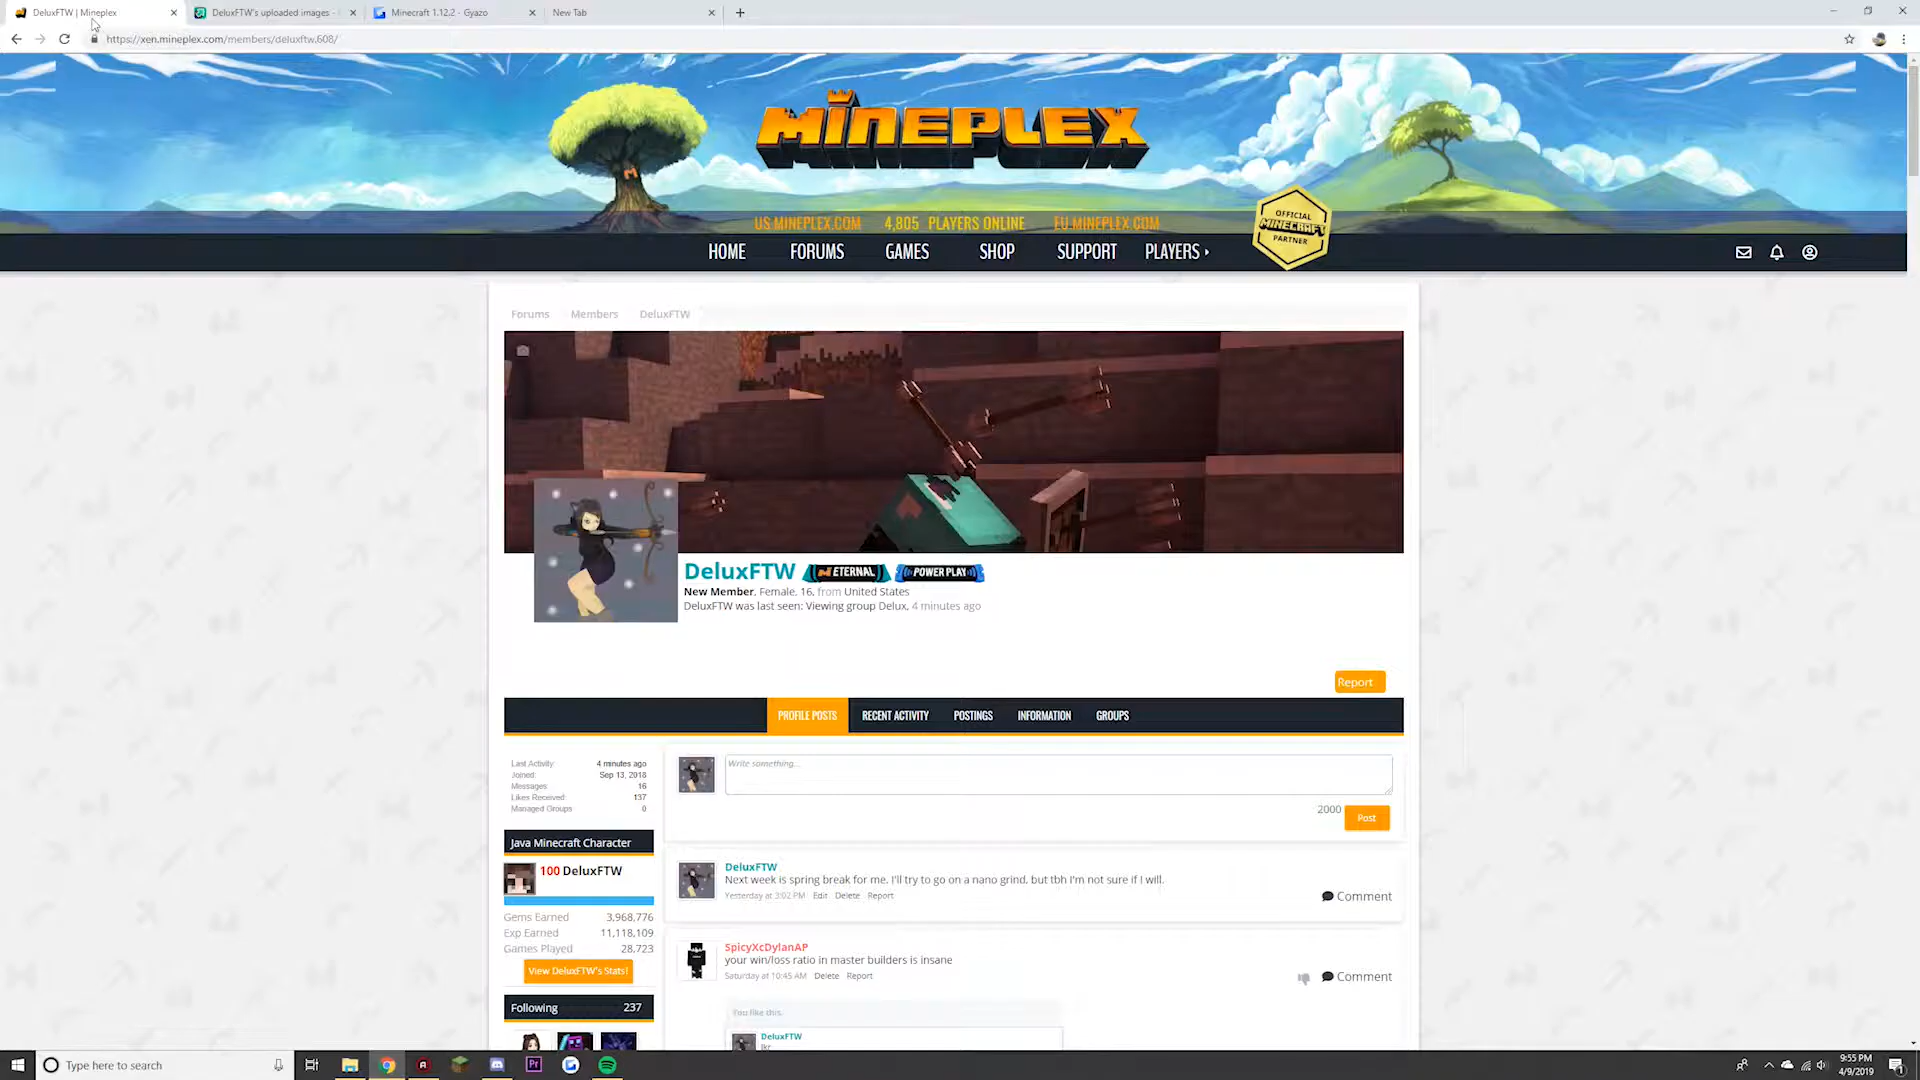 DeluxFTW | Mineplex
DeluxFTW's uploaded images -
Minecraft 1.12.2 - Gyazo
New Tab
https://xen.mineplex.com/members/deluxftw.608/
MINEPLEX
US.MINEPLEX.COM 4,805 PLAYERS ONLINE EU.MINEPLEX.COM
OFFICIAL
MINECRAFT
PARTNER
HOME FORUMS GAMES SHOP SUPPORT PLAYERS
Forums Members DeluxFTW
DeluxFTW ETERNAL POWER PLAY
New Member, Female, 16, from United States
DeluxFTW was last seen: Viewing group Delux, 4 minutes ago
Report
PROFILE POSTS RECENT ACTIVITY POSTINGS INFORMATION GROUPS
Last Activity: 4 minutes ago
Joined: Sep 13, 2018
Messages 16
Likes Received: 137
Managed Groups 0
Write something...
2000 Post
Java Minecraft Character
100 DeluxFTW
Gems Earned 3,968,776
Exp Earned 11,118,109
Games Played 28,723
View DeluxFTW's Stats!
Following 237
DeluxFTW
Next week is spring break for me. I'll try to go on a nano grind, but tbh I'm not sure if I will.
Yesterday at 3:02 PM Edit Delete Report
Comment
SpicyXcDylanAP
your win/loss ratio in master builders is insane
Saturday at 10:45 AM Delete Report
Comment
You like this.
DeluxFTW
Ikr
Type here to search
9:55 PM
4/9/2019